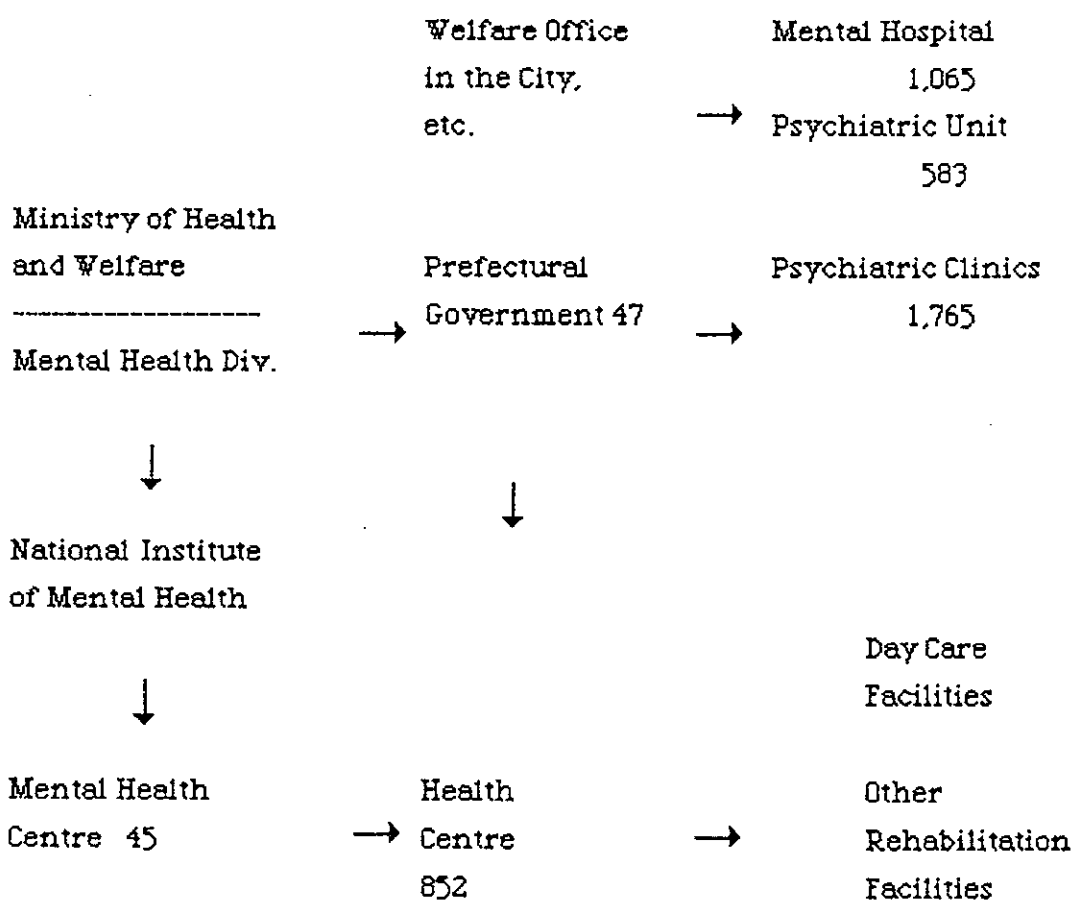 Welfare Office
in the City,
etc.
→
Mental Hospital
1,065
Psychiatric Unit
583
Ministry of Health
and Welfare
--------------------
Mental Health Div.
→
Prefectural
Government 47
→
Psychiatric Clinics
1,765
↓
↓
National Institute
of Mental Health
↓
Day Care
Facilities
Mental Health
Centre 45
→
Health
Centre
852
→
Other
Rehabilitation
Facilities